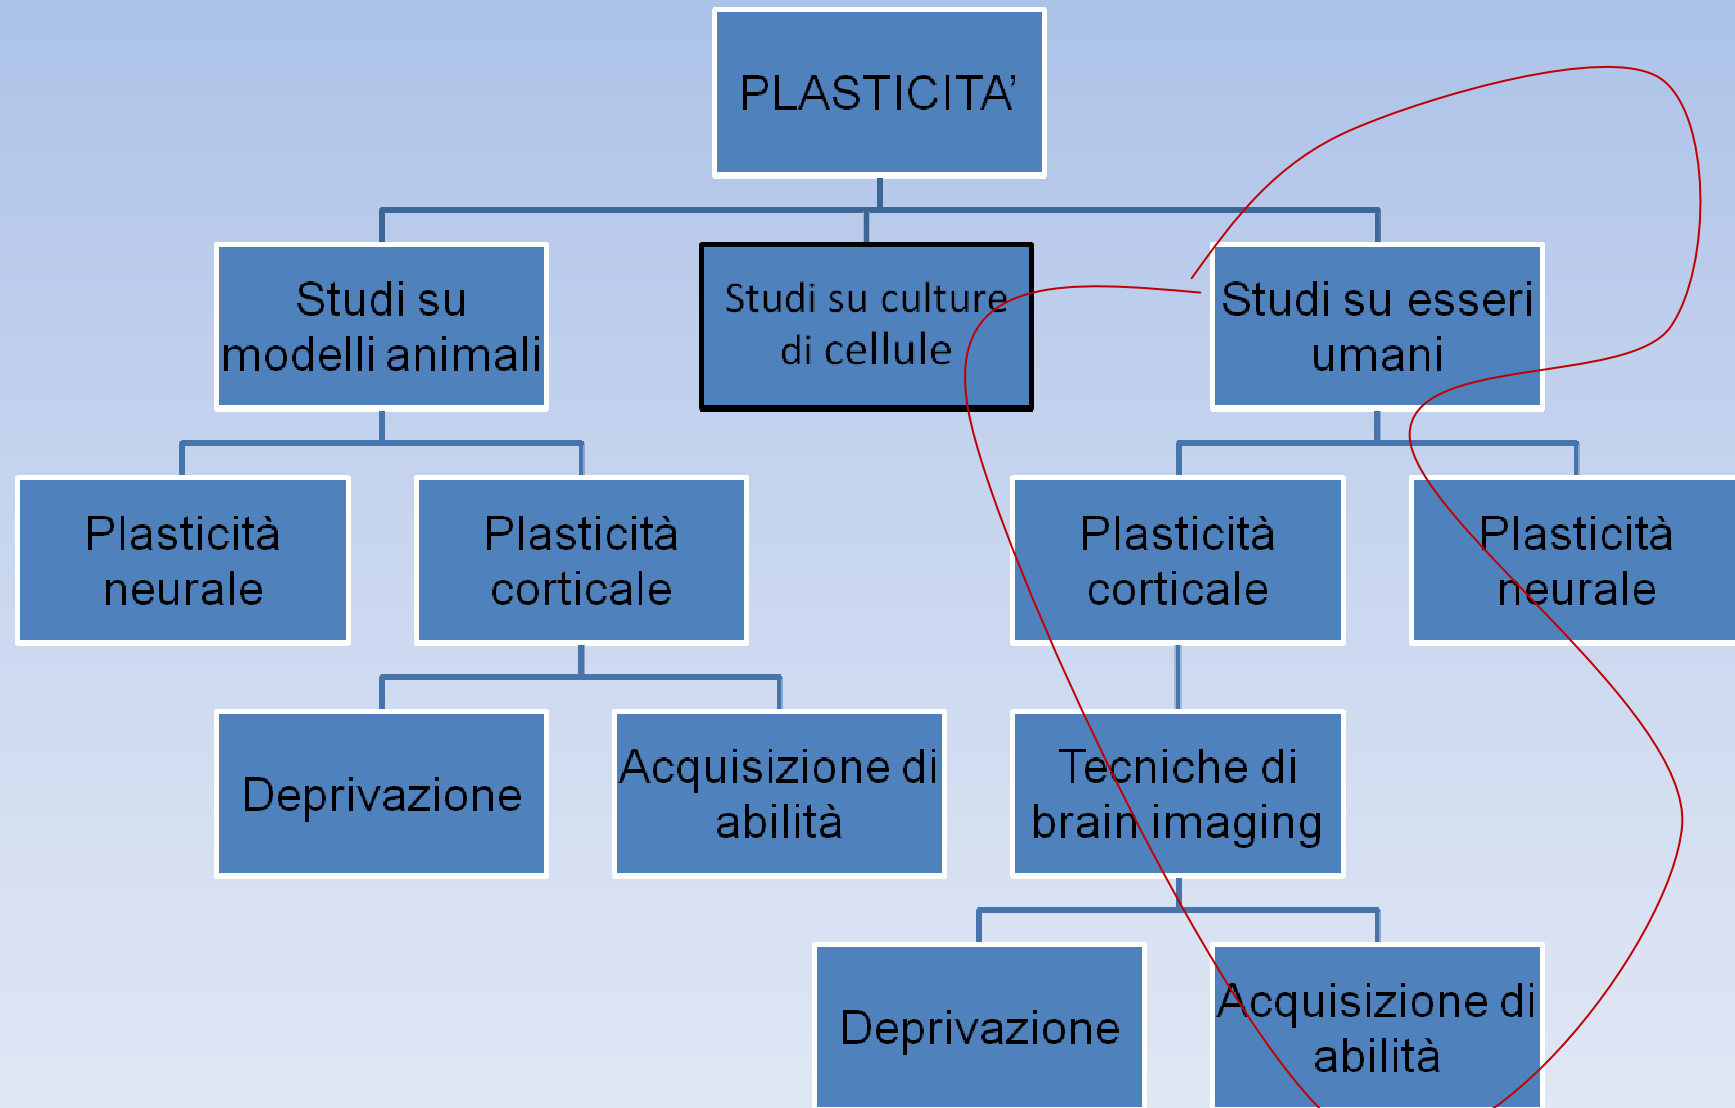 PLASTICITA’
Studi su
modelli animali
Studi su culture
di cellule
Studi su esseri
umani
Plasticità
neurale
Plasticità
corticale
Plasticità
corticale
Plasticità
neurale
Deprivazione
Acquisizione di
abilità
Tecniche di
brain imaging
Deprivazione
Acquisizione di
abilità